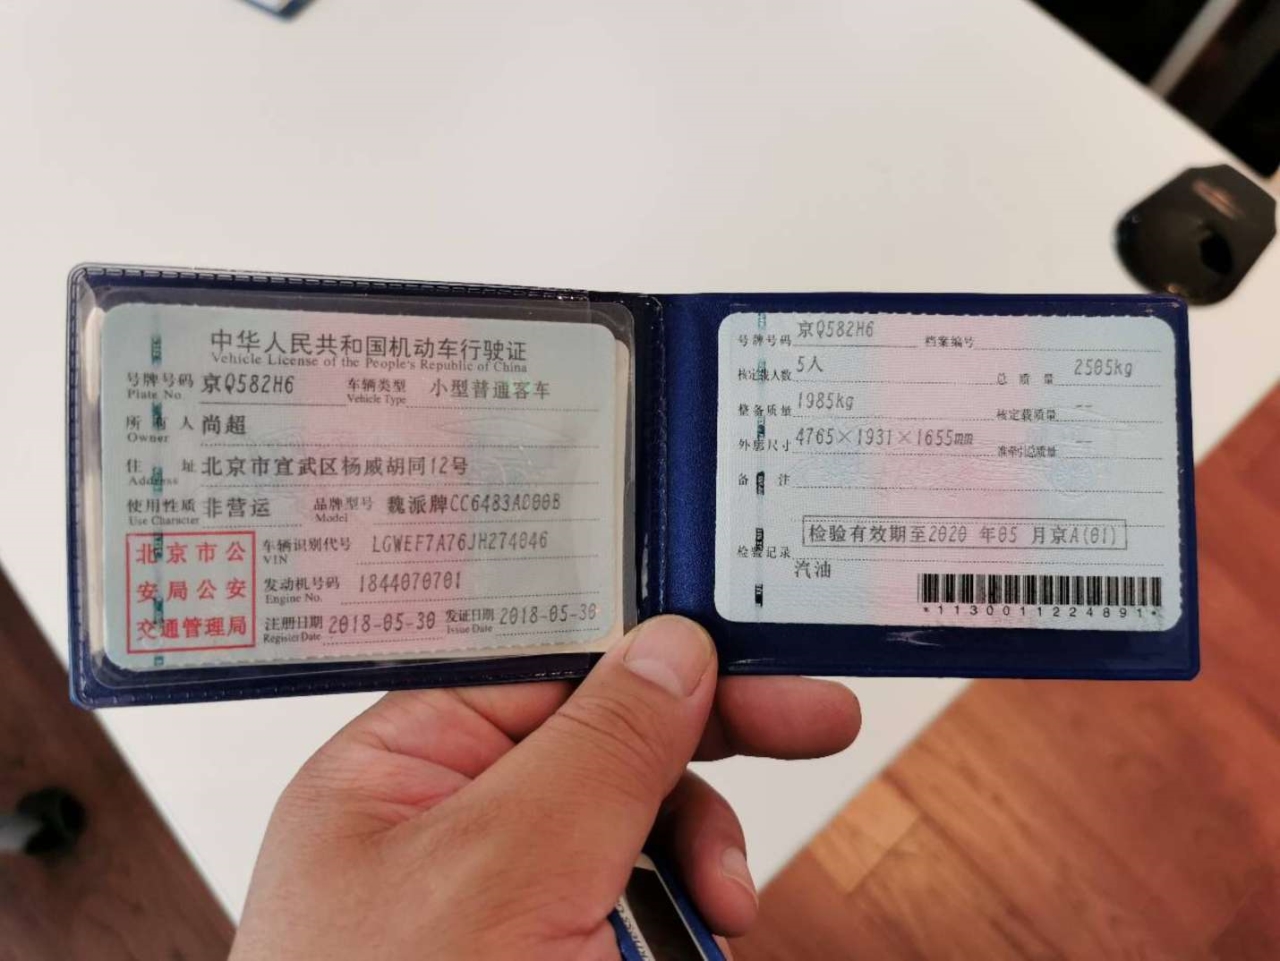 中华人民共和国机动车行驶证
Vehicle License of the People's Republic of China
号牌号码 京Q582H6 车辆类型 小型普通客车
Plate No. Vehicle Type
所有人 尚超
Owner
住址 北京市宣武区杨威胡同12号
Address
使用性质 非营运 品牌型号 魏派牌CC6483AD00B
Use Character Model
北京市公
安局公安
交通管理局
车辆识别代号 LGWEF7A76JH274046
VIN
发动机号码 1844070701
Engine No.
注册日期 2018-05-30 发证日期 2018-05-30
Register Date Issue Date
号牌号码 京Q582H6 档案编号
核定载人数 5人 总质量 2505kg
整备质量 1985kg 核定载质量 --
外廓尺寸 4765×1931×1655mm 准牵引总质量 --
备注
检验有效期至2020 年05 月京A(01)
检验记录
汽油
*1130011224891*